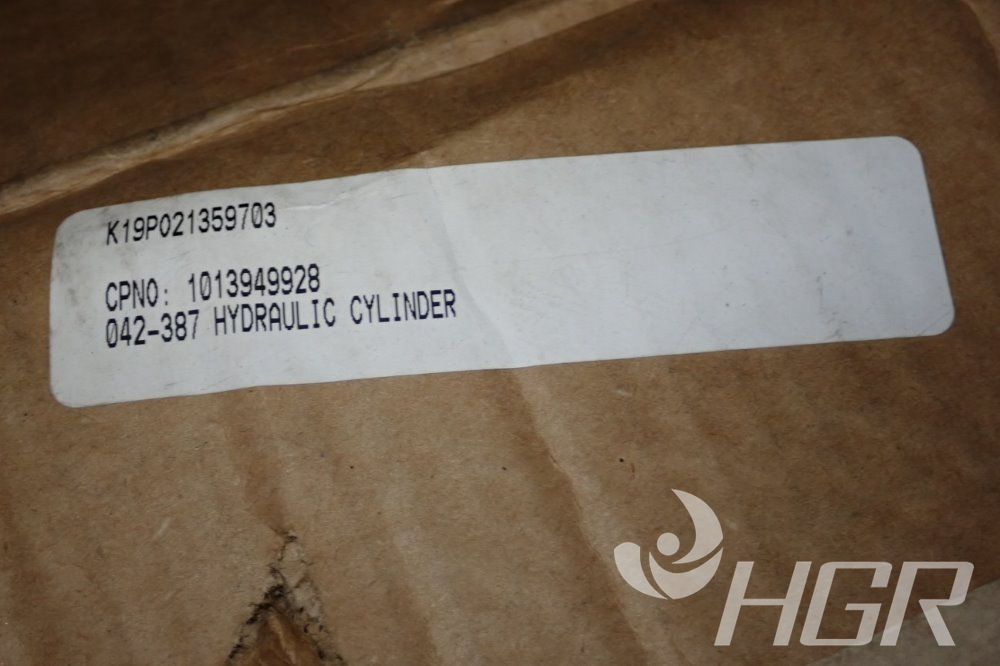 K19P021359703
CPNO: 1013949928
042-387 HYDRAULIC CYLINDER
HGR